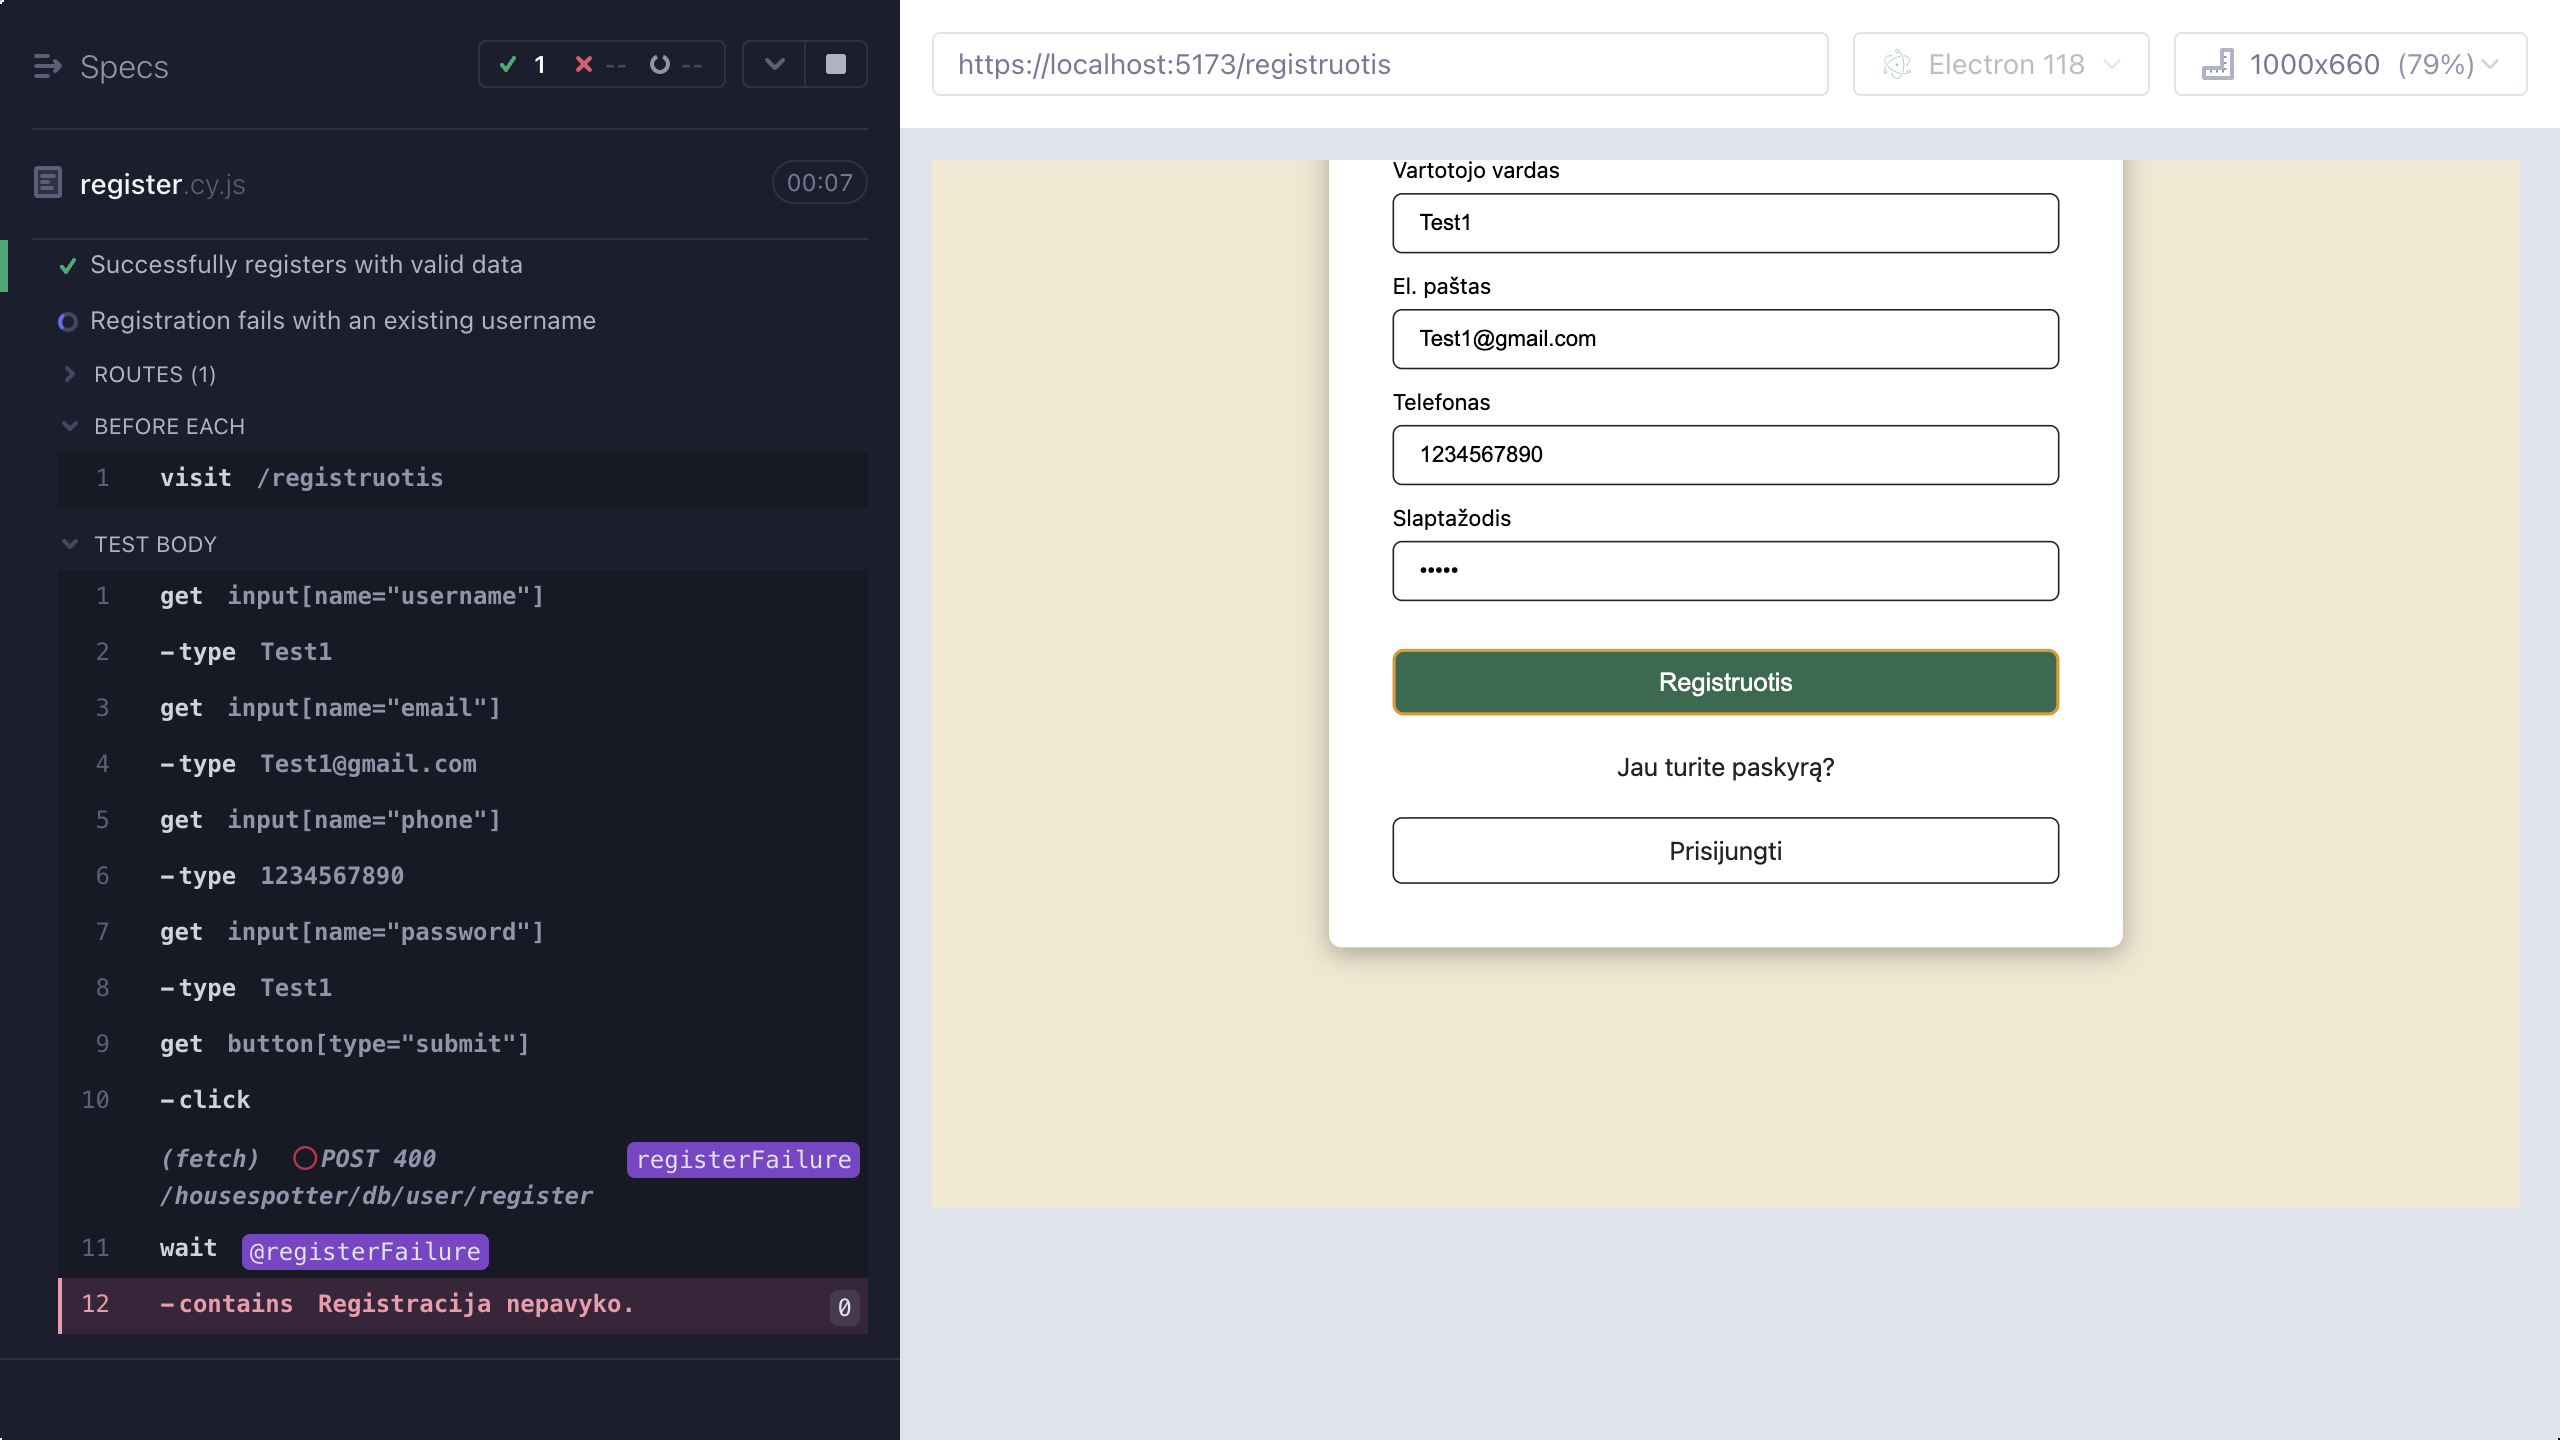 Specs
1 -- --
register.cy.js 00:07
Successfully registers with valid data
Registration fails with an existing username
ROUTES (1)
BEFORE EACH
1 visit /registruotis
TEST BODY
1 get input[name="username"]
2 -type Test1
3 get input[name="email"]
4 -type Test1@gmail.com
5 get input[name="phone"]
6 -type 1234567890
7 get input[name="password"]
8 -type Test1
9 get button[type="submit"]
10 -click
(fetch) POST 400 registerFailure
/housespotter/db/user/register
11 wait @registerFailure
12 -contains Registracija nepavyko. 0
https://localhost:5173/registruotis
Electron 118
1000x660 (79%)
Vartotojo vardas
Test1
El. paštas
Test1@gmail.com
Telefonas
1234567890
Slaptažodis
•••••
Registruotis
Jau turite paskyrą?
Prisijungti